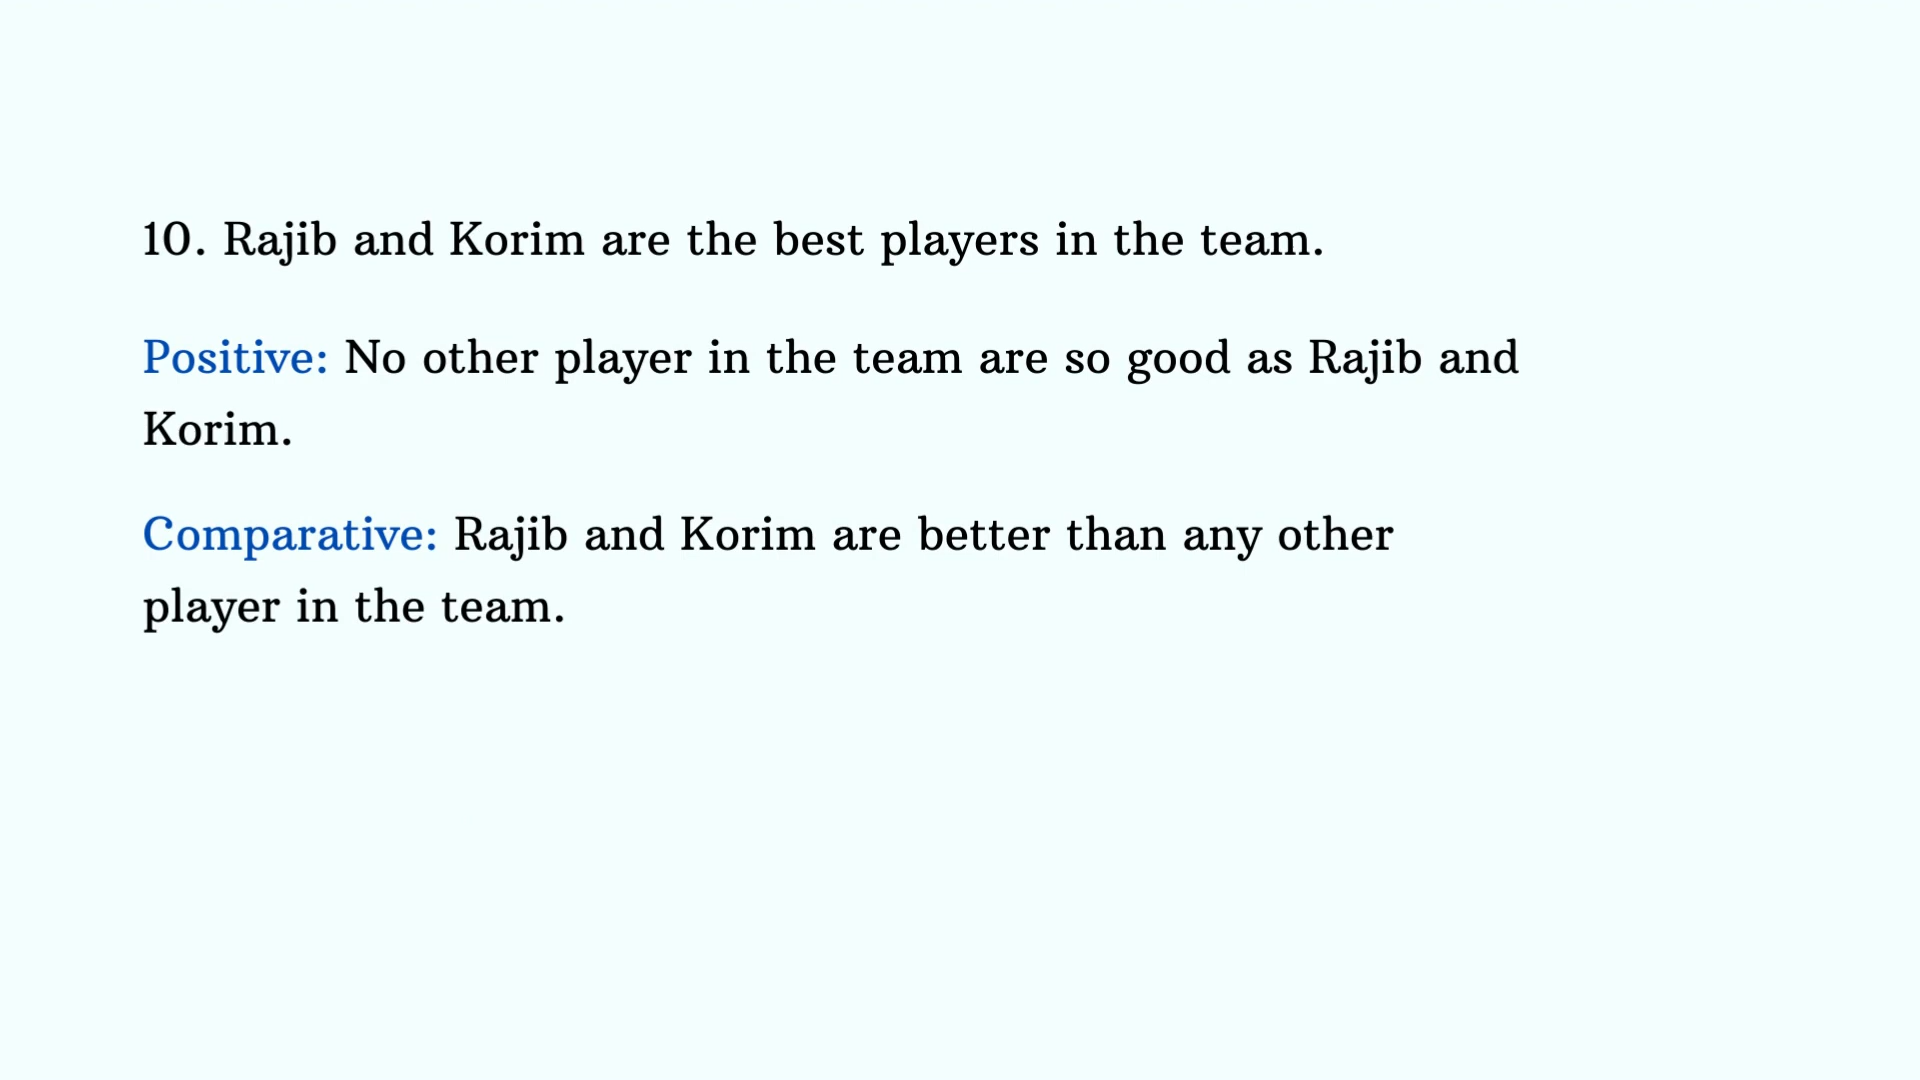 10. Rajib and Korim are the best players in the team.
Positive: No other player in the team are so good as Rajib and
Korim.
Comparative: Rajib and Korim are better than any other
player in the team.